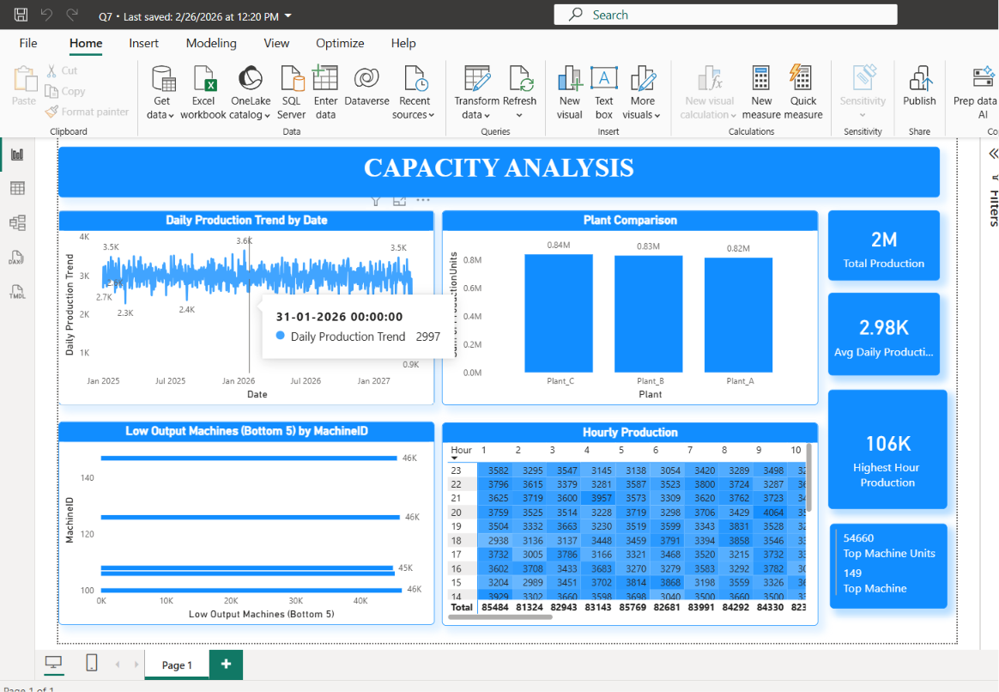 Q7 • Last saved: 2/26/2026 at 12:20 PM
Search
File Home Insert Modeling View Optimize Help
Paste
Cut
Copy
Format painter
Clipboard
Get data
Excel workbook
OneLake catalog
SQL Server
Enter data
Dataverse
Recent sources
Data
Transform data
Refresh
Queries
New visual
Text box
More visuals
Insert
New visual calculation
New measure
Quick measure
Calculations
Sensitivity
Sensitivity
Publish
Share
Prep data
AI
Co
DAX
TMDL
Filters
CAPACITY ANALYSIS
Daily Production Trend by Date
Daily Production Trend
4K
3K
2K
1K
3.5K
3.6K
3.5K
2.6K
2.7K
2.3K
2.4K
0.9K
Jan 2025 Jul 2025 Jan 2026 Jul 2026 Jan 2027
Date
31-01-2026 00:00:00
Daily Production Trend 2997
Plant Comparison
0.8M
0.6M
0.4M
0.2M
0.0M
0.84M 0.83M 0.82M
Plant_C Plant_B Plant_A
Plant
2M
Total Production
2.98K
Avg Daily Producti...
106K
Highest Hour
Production
54660
Top Machine Units
149
Top Machine
Low Output Machines (Bottom 5) by MachineID
MachineID
140
120
100
46K
46K
45K
46K
0K 10K 20K 30K 40K
Low Output Machines (Bottom 5)
Hourly Production
Hour 1 2 3 4 5 6 7 8 9 10
23 3582 3295 3547 3145 3138 3054 3420 3289 3498 32
22 3796 3615 3379 3281 3587 3523 3800 3724 3287 36
21 3625 3719 3600 3957 3573 3309 3620 3762 3723 34
20 3759 3525 3514 3228 3719 3298 3706 3429 4064 35
19 3504 3332 3663 3230 3519 3599 3343 3831 3528 32
18 2938 3136 3137 3448 3459 3791 3394 3858 3546 33
17 3732 3005 3786 3166 3321 3468 3520 3215 3732 33
16 3602 3708 3433 3683 3270 3279 3583 3292 3782 30
15 3204 2989 3451 3702 3814 3868 3198 3559 3326 36
14 3929 3302 3660 3598 3698 3040 3500 3660 3500 33
Total 85484 81324 82943 83143 85769 82681 83991 84292 84330 823
Page 1
Page 1 of 1